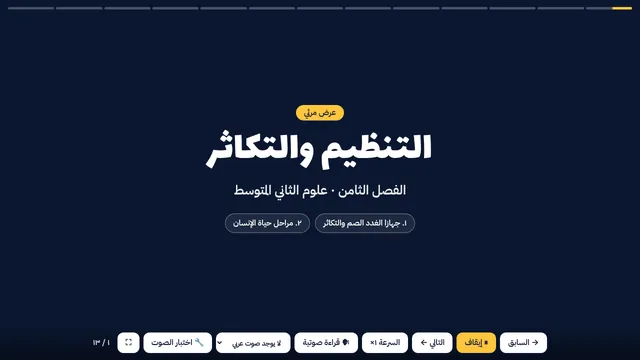 عرض مرئي
التنظيم والتكاثر
الفصل الثامن · علوم الثاني المتوسط
١. جهازا الغدد الصم والتكاثر
٢. مراحل حياة الإنسان
→ السابق
⏸ إيقاف
التالي ←
السرعة ١×
🗣 قراءة صوتية
لا يوجد صوت عربي
🔧 اختبار الصوت
⛶
١ / ١٣